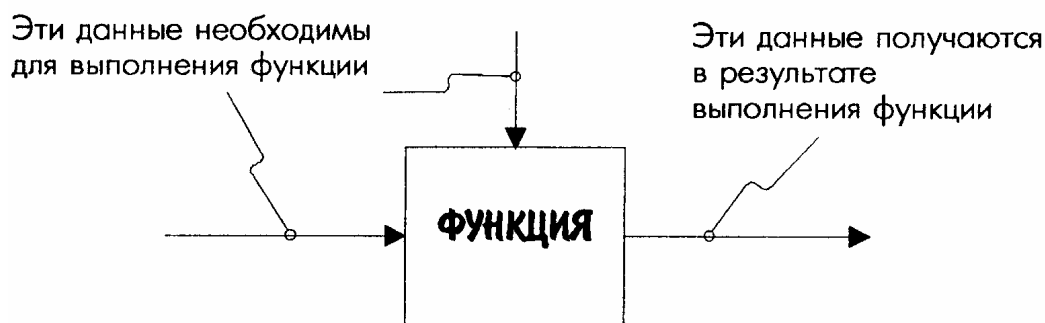 Эти данные необходимы
для выполнения функции
Эти данные получаются
в результате
выполнения функции
ФУНКЦИЯ